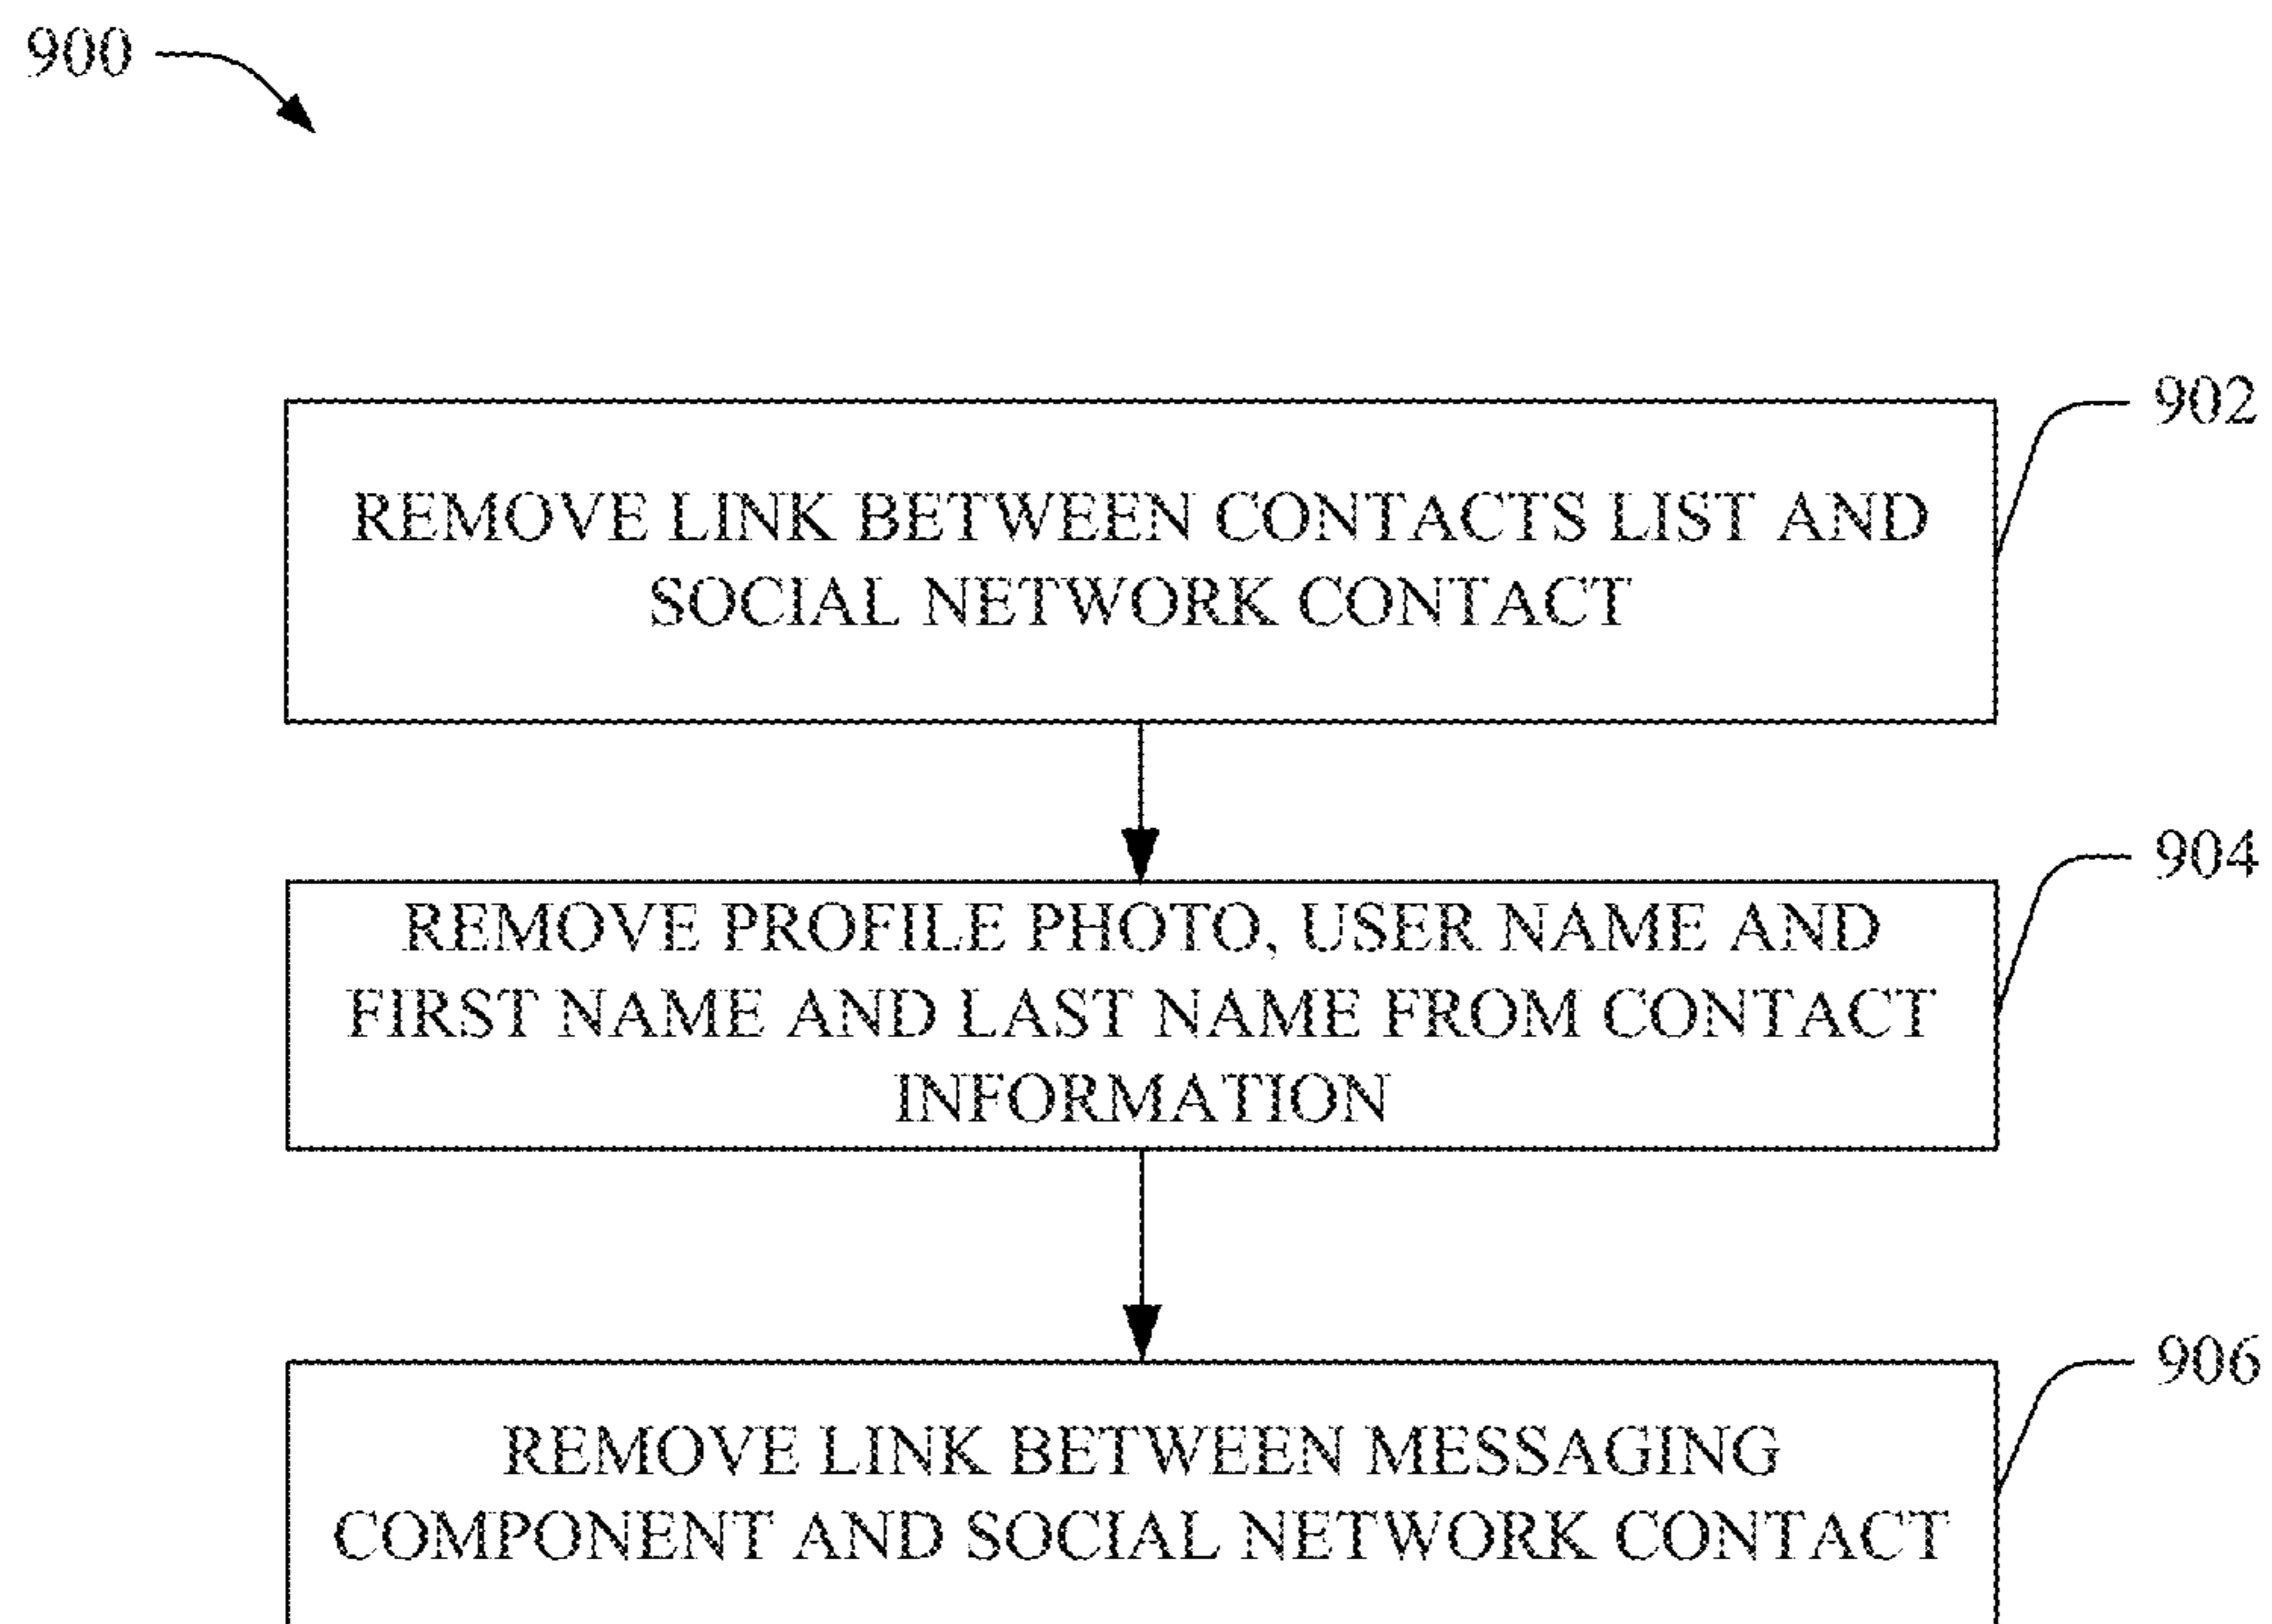 900
902
REMOVE LINK BETWEEN CONTACTS LIST AND
SOCIAL NETWORK CONTACT
904
REMOVE PROFILE PHOTO, USER NAME AND
FIRST NAME AND LAST NAME FROM CONTACT
INFORMATION
906
REMOVE LINK BETWEEN MESSAGING
COMPONENT AND SOCIAL NETWORK CONTACT